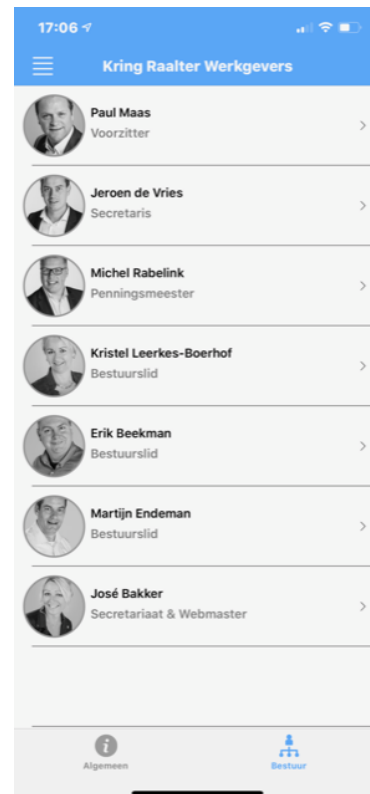 17:06
Kring Raalter Werkgevers
Paul Maas
Voorzitter
Jeroen de Vries
Secretaris
Michel Rabelink
Penningsmeester
Kristel Leerkes-Boerhof
Bestuurslid
Erik Beekman
Bestuurslid
Martijn Endeman
Bestuurslid
José Bakker
Secretariaat & Webmaster
Algemeen
Bestuur